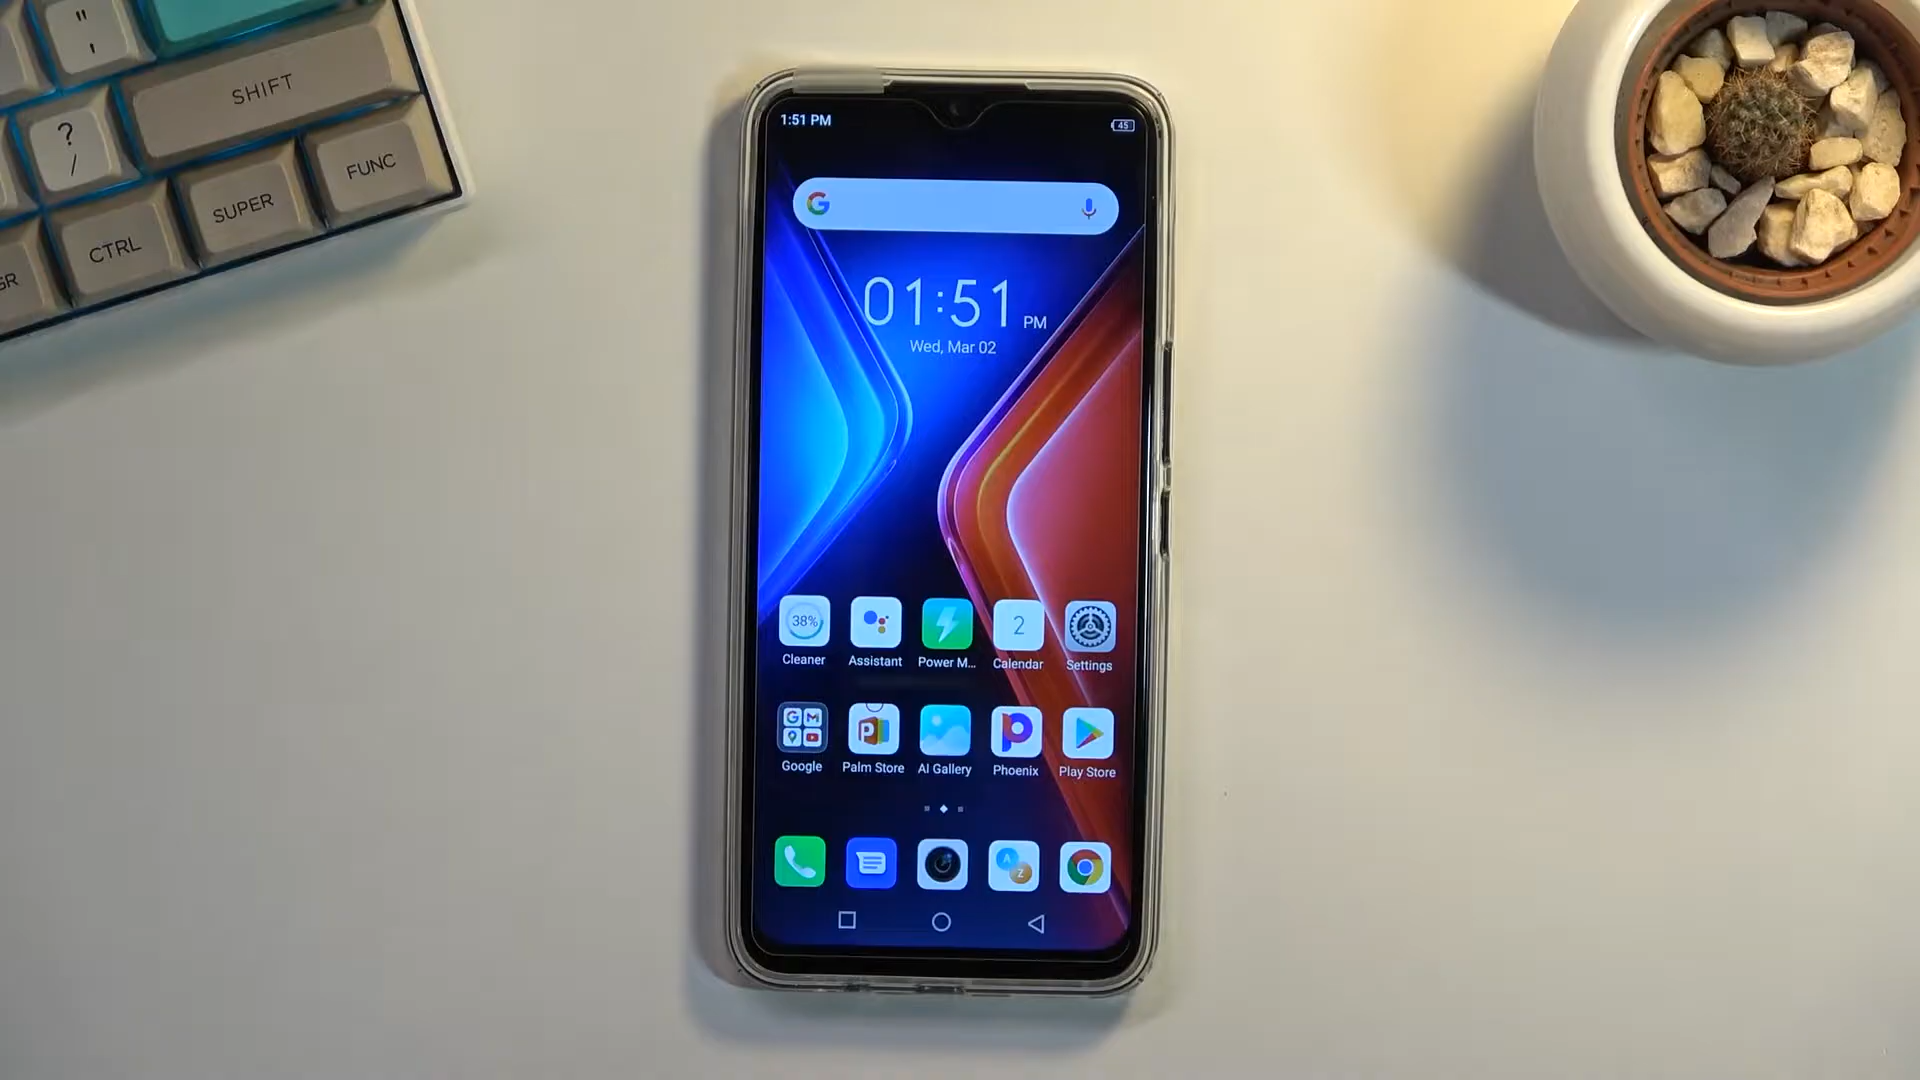 "
'
SHIFT
?
/
FUNC
SUPER
CTRL
GR
1:51 PM
45
G
01:51 PM
Wed, Mar 02
38%
2
Cleaner
Assistant
Power M...
Calendar
Settings
G M
P
Google
Palm Store
AI Gallery
Phoenix
Play Store
A
Z